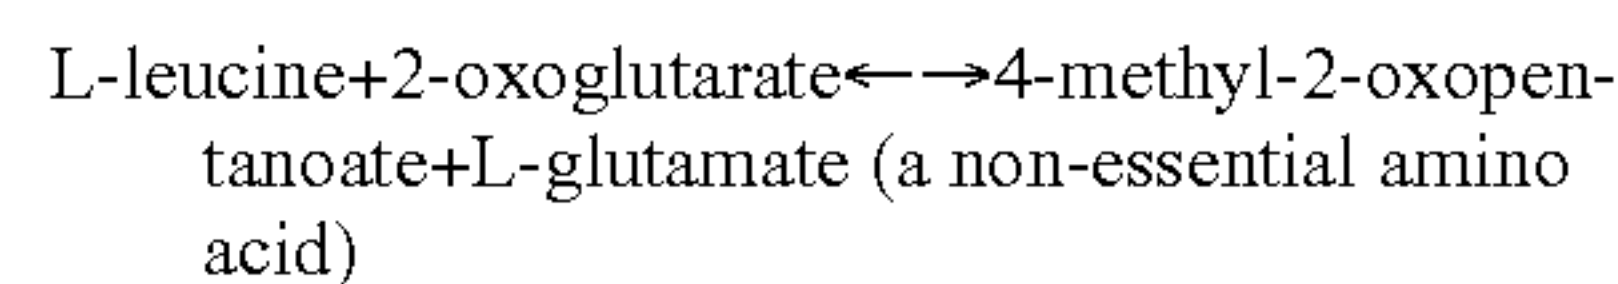 L-leucine+2-oxoglutarate←→4-methyl-2-oxopen-
tanoate+L-glutamate (a non-essential amino
acid)